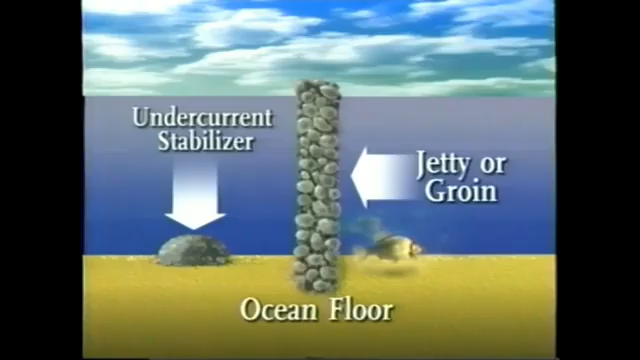 Undercurrent
Stabilizer
Jetty or
Groin
Ocean Floor